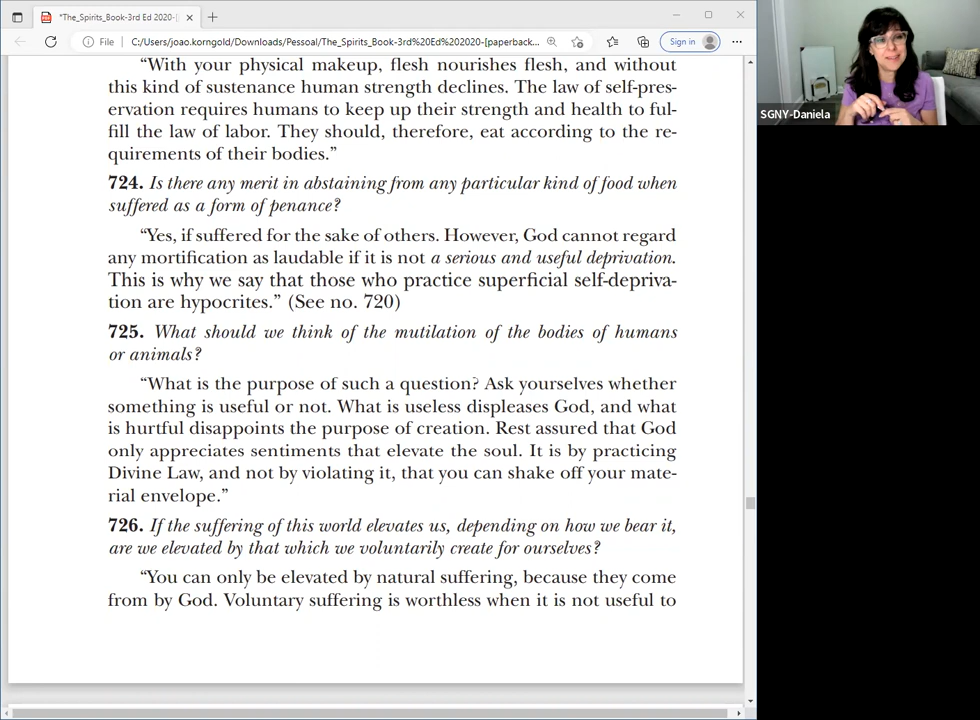 *The_Spirits_Book-3rd Ed 2020-[
File
C:/Users/joao.korngold/Downloads/Pessoal/The_Spirits_Book-3rd%20Ed%202020-[paperback...
Sign in
SGNY-Daniela
“With your physical makeup, flesh nourishes flesh, and without
this kind of sustenance human strength declines. The law of self-pres-
ervation requires humans to keep up their strength and health to ful-
fill the law of labor. They should, therefore, eat according to the re-
quirements of their bodies.”
724. Is there any merit in abstaining from any particular kind of food when
suffered as a form of penance?
“Yes, if suffered for the sake of others. However, God cannot regard
any mortification as laudable if it is not a serious and useful deprivation.
This is why we say that those who practice superficial self-depriva-
tion are hypocrites.” (See no. 720)
725. What should we think of the mutilation of the bodies of humans
or animals?
“What is the purpose of such a question? Ask yourselves whether
something is useful or not. What is useless displeases God, and what
is hurtful disappoints the purpose of creation. Rest assured that God
only appreciates sentiments that elevate the soul. It is by practicing
Divine Law, and not by violating it, that you can shake off your mate-
rial envelope.”
726. If the suffering of this world elevates us, depending on how we bear it,
are we elevated by that which we voluntarily create for ourselves?
“You can only be elevated by natural suffering, because they come
from by God. Voluntary suffering is worthless when it is not useful to